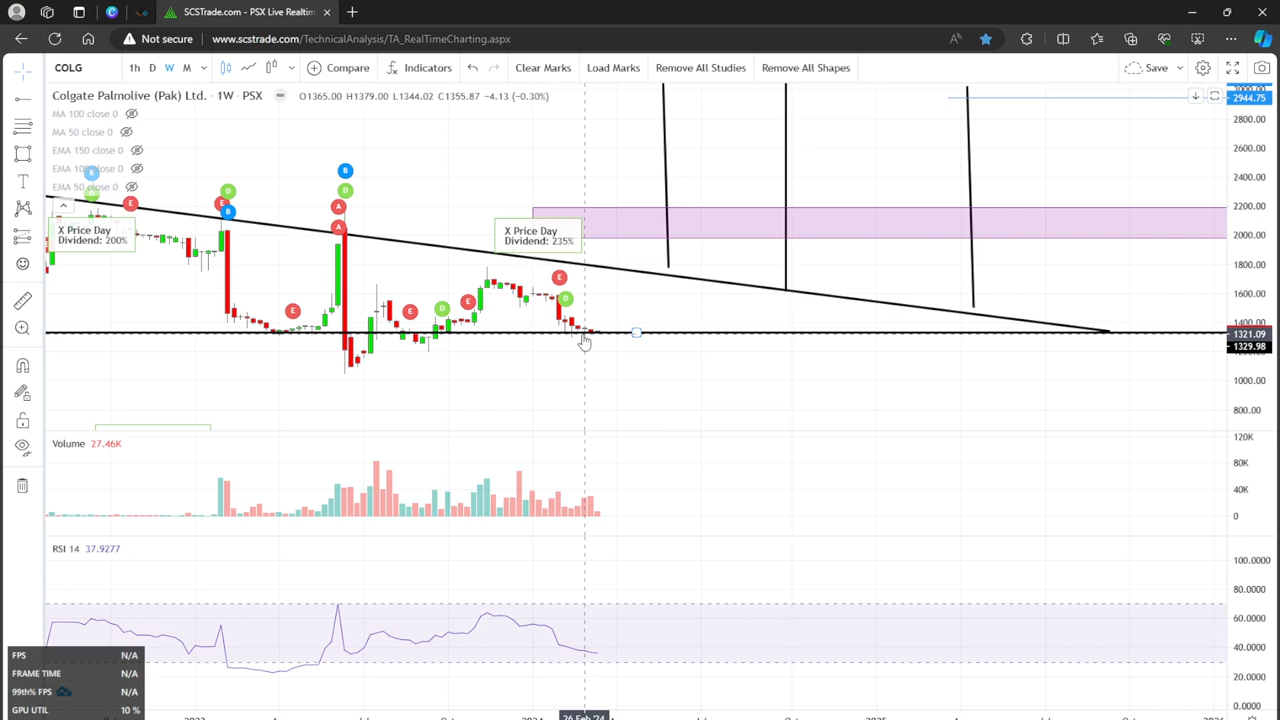 SCSTrade.com - PSX Live Realtim
Not secure
www.scstrade.com/TechnicalAnalysis/TA_RealTimeCharting.aspx
COLG
1h D W M
Compare
Indicators
Clear Marks
Load Marks
Remove All Studies
Remove All Shapes
Save
Colgate Palmolive (Pak) Ltd. · 1W · PSX
O1365.00 H1379.00 L1344.02 C1355.87 −4.13 (−0.30%)
MA 100 close 0
MA 50 close 0
EMA 150 close 0
EMA 50 close 0
2944.75
2800.00
2600.00
2400.00
2200.00
2000.00
1800.00
1600.00
1400.00
1321.09
1329.98
1000.00
800.00
B
D
E
E
D
B
E
B
D
A
A
E
D
E
E
D
X Price Day
Dividend: 200%
X Price Day
Dividend: 235%
Volume 27.46K
120K
80K
40K
0
RSI 14 37.9277
100.0000
80.0000
60.0000
40.0000
20.0000
0.0000
FPS N/A
FRAME TIME N/A
99th% FPS N/A
GPU UTIL 10 %
26 Feb '24